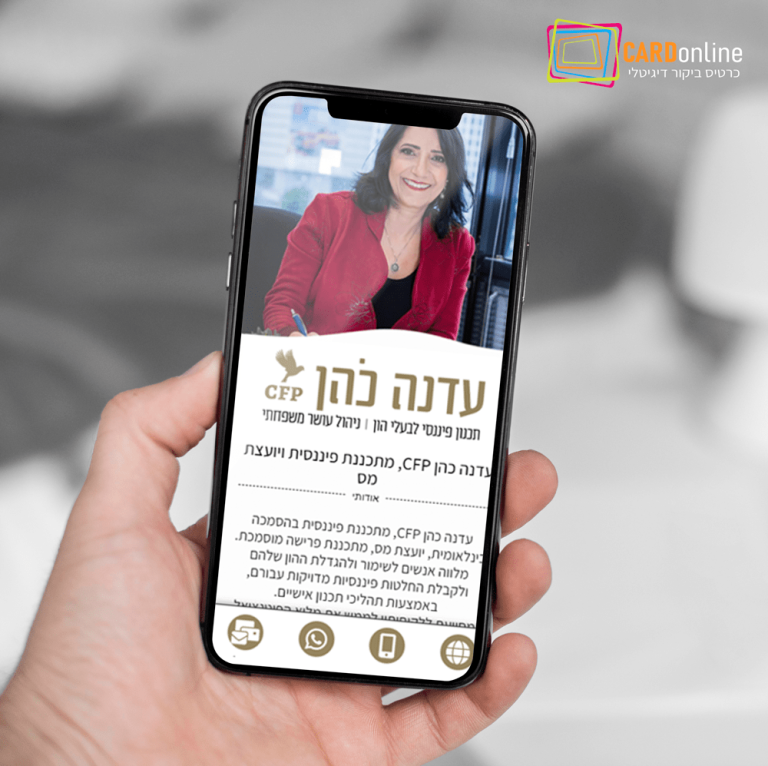 CARDonline
כרטיס ביקור דיגיטלי
עדנה כהן
CFP
תכנון פיננסי לבעלי הון | ניהול עושר משפחתי
עדנה כהן CFP, מתכננת פיננסית ויועצת
מס
אודותי
עדנה כהן CFP, מתכננת פיננסית בהסמכה
בינלאומית, יועצת מס, מתכננת פרישה מוסמכת.
מלווה אנשים לשימור ולהגדלת ההון שלהם
ולקבלת החלטות פיננסיות מדויקות עבורם,
באמצעות תהליכי תכנון אישיים.